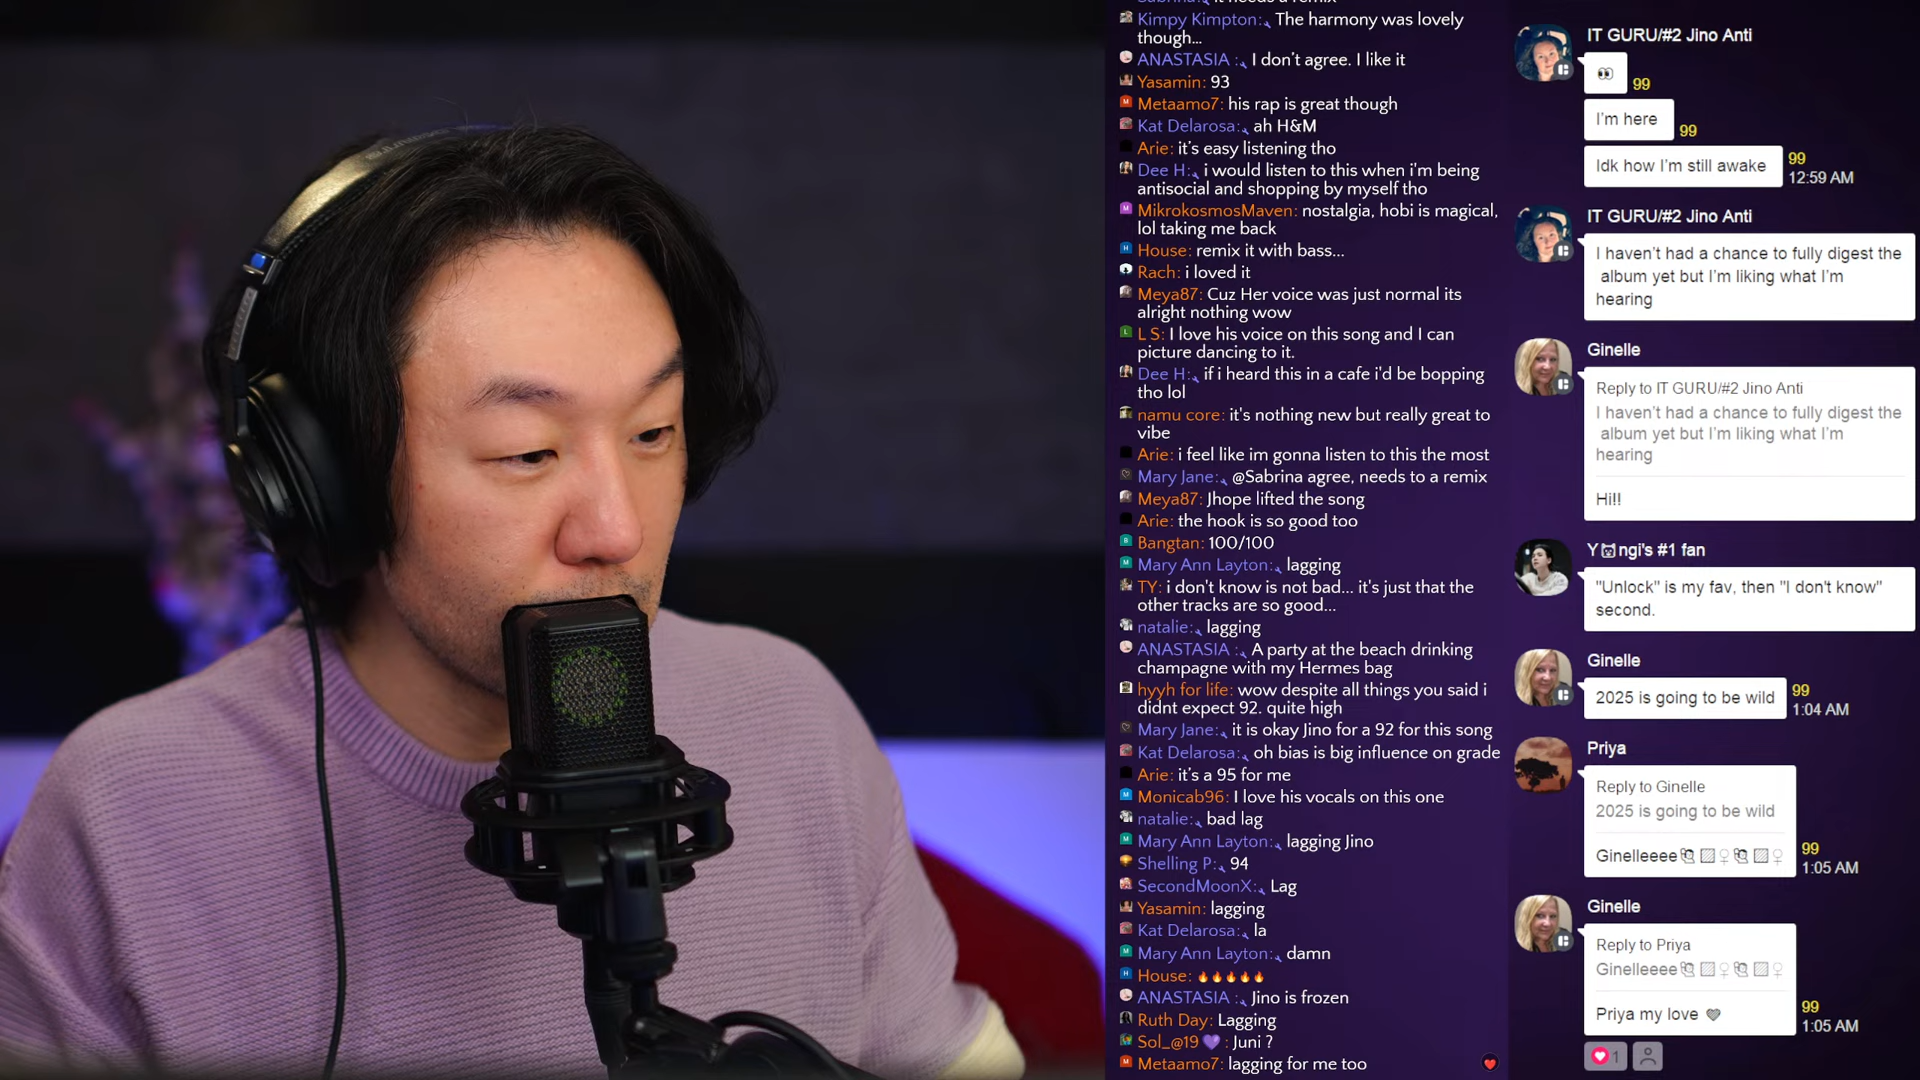 Sabrina: it needs a remix
Kimpy Kimpton: The harmony was lovely
though...
ANASTASIA : I don't agree. I like it
Yasamin: 93
Metaamo7: his rap is great though
Kat Delarosa: ah H&M
Arie: it's easy listening tho
Dee H: i would listen to this when i'm being
antisocial and shopping by myself tho
MikrokosmosMaven: nostalgia, hobi is magical,
lol taking me back
House: remix it with bass...
Rach: i loved it
Meya87: Cuz Her voice was just normal its
alright nothing wow
L S: I love his voice on this song and I can
picture dancing to it.
Dee H: if i heard this in a cafe i'd be bopping
tho lol
namu core: it's nothing new but really great to
vibe
Arie: i feel like im gonna listen to this the most
Mary Jane: @Sabrina agree, needs to a remix
Meya87: Jhope lifted the song
Arie: the hook is so good too
Bangtan: 100/100
Mary Ann Layton: lagging
TY: i don't know is not bad... it's just that the
other tracks are so good...
natalie: lagging
ANASTASIA : A party at the beach drinking
champagne with my Hermes bag
hyyh for life: wow despite all things you said i
didnt expect 92. quite high
Mary Jane: it is okay Jino for a 92 for this song
Kat Delarosa: oh bias is big influence on grade
Arie: it's a 95 for me
Monicab96: I love his vocals on this one
natalie: bad lag
Mary Ann Layton: lagging Jino
Shelling P: 94
SecondMoonX: Lag
Yasamin: lagging
Kat Delarosa: la
Mary Ann Layton: damn
House: 🔥🔥🔥🔥🔥
ANASTASIA : Jino is frozen
Ruth Day: Lagging
Sol_@19 💜 : Juni ?
Metaamo7: lagging for me too
IT GURU/#2 Jino Anti
👀 99
I'm here 99
Idk how I'm still awake 99
12:59 AM
IT GURU/#2 Jino Anti
I haven't had a chance to fully digest the
album yet but I'm liking what I'm
hearing
Ginelle
Reply to IT GURU/#2 Jino Anti
I haven't had a chance to fully digest the
album yet but I'm liking what I'm
hearing
Hi!!
Y🐱ngi's #1 fan
"Unlock" is my fav, then "I don't know"
second.
Ginelle
2025 is going to be wild 99
1:04 AM
Priya
Reply to Ginelle
2025 is going to be wild
Ginelleeee 99
1:05 AM
Ginelle
Reply to Priya
Ginelleeee
Priya my love 99
1:05 AM
1